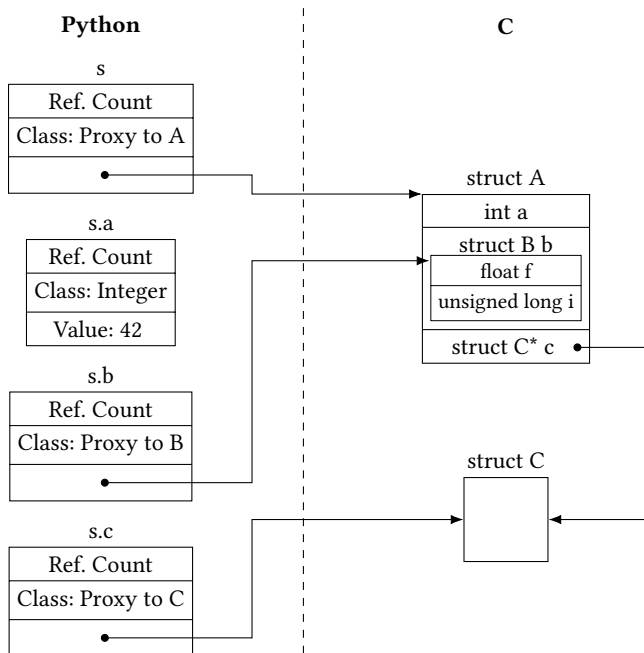 Python
s
Ref. Count
Class: Proxy to A
s.a
Ref. Count
Class: Integer
Value: 42
s.b
Ref. Count
Class: Proxy to B
s.c
Ref. Count
Class: Proxy to C
C
struct A
int a
struct B b
float f
unsigned long i
struct C* c
struct C